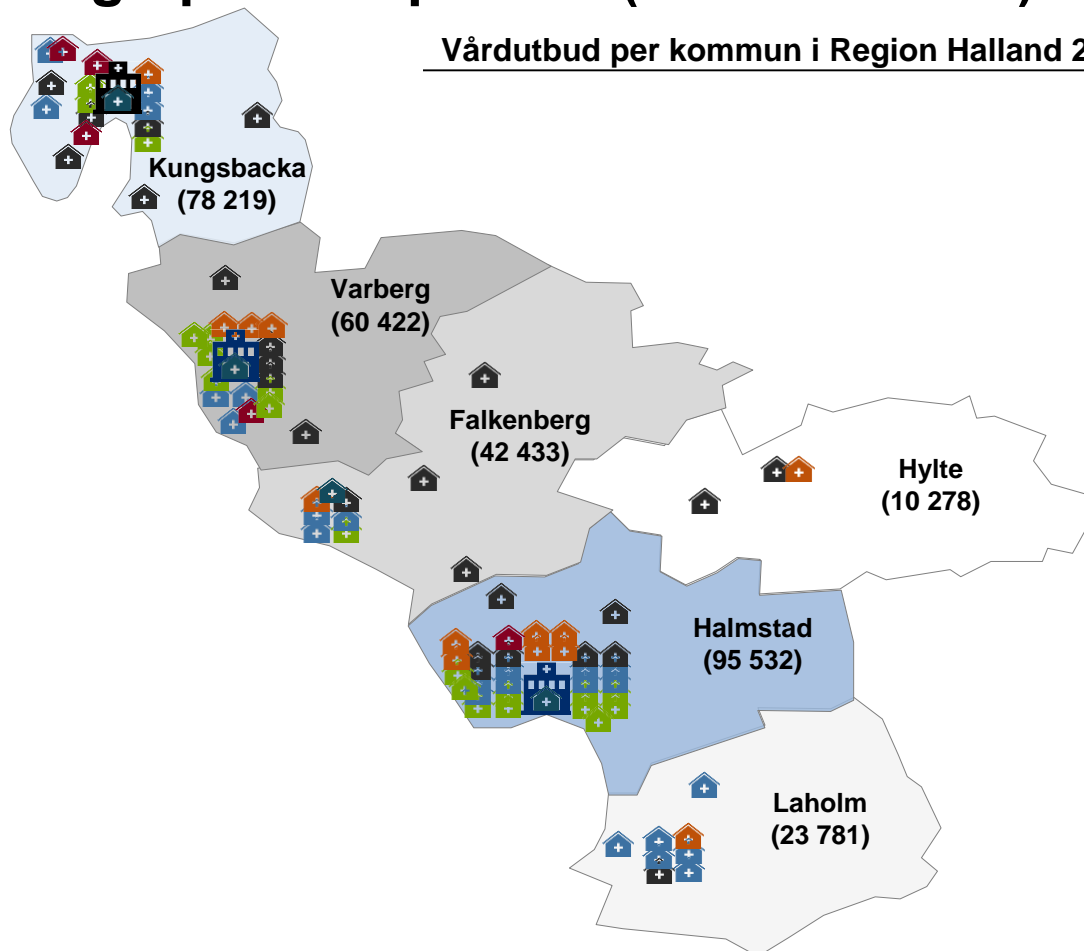 Vårdutbud per kommun i Region Halland 2
Kungsbacka
(78 219)
Varberg
(60 422)
Falkenberg
(42 433)
Hylte
(10 278)
Halmstad
(95 532)
Laholm
(23 781)